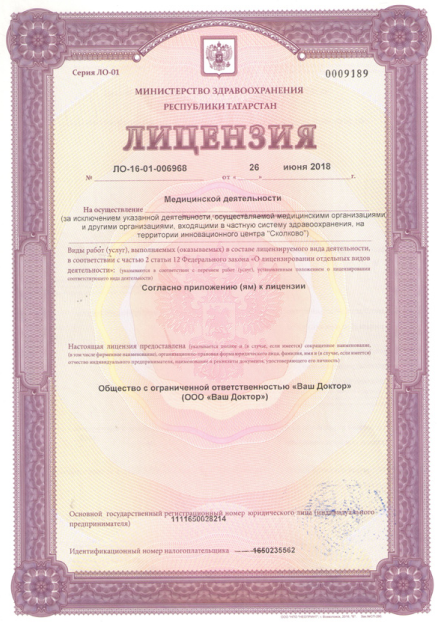 Серия ЛО-01
0009189
МИНИСТЕРСТВО ЗДРАВООХРАНЕНИЯ
РЕСПУБЛИКИ ТАТАРСТАН
ЛИЦЕНЗИЯ
ЛО-16-01-006968 26 июня 2018
№ от « » г.
Медицинской деятельности
На осуществление
(за исключением указанной деятельности, осуществляемой медицинскими организациями
и другими организациями, входящими в частную систему здравоохранения, на
территории инновационного центра "Сколково")
Виды работ (услуг), выполняемых (оказываемых) в составе лицензируемого вида деятельности,
в соответствии с частью 2 статьи 12 Федерального закона «О лицензировании отдельных видов
деятельности»: (указываются в соответствии с перечнем работ (услуг), установленным положением о лицензировании
соответствующего вида деятельности)
Согласно приложению (ям) к лицензии
Настоящая лицензия предоставлена (указывается полное и (в случае, если имеется) сокращенное наименование,
(в том числе фирменное наименование), организационно-правовая форма юридического лица, фамилия, имя и (в случае, если имеется)
отчество индивидуального предпринимателя, наименование и реквизиты документа, удостоверяющего его личность)
Общество с ограниченной ответственностью «Ваш Доктор»
(ООО «Ваш Доктор»)
Основной государственный регистрационный номер юридического лица (индивидуального
предпринимателя)
1111650028214
Идентификационный номер налогоплательщика 1650235562